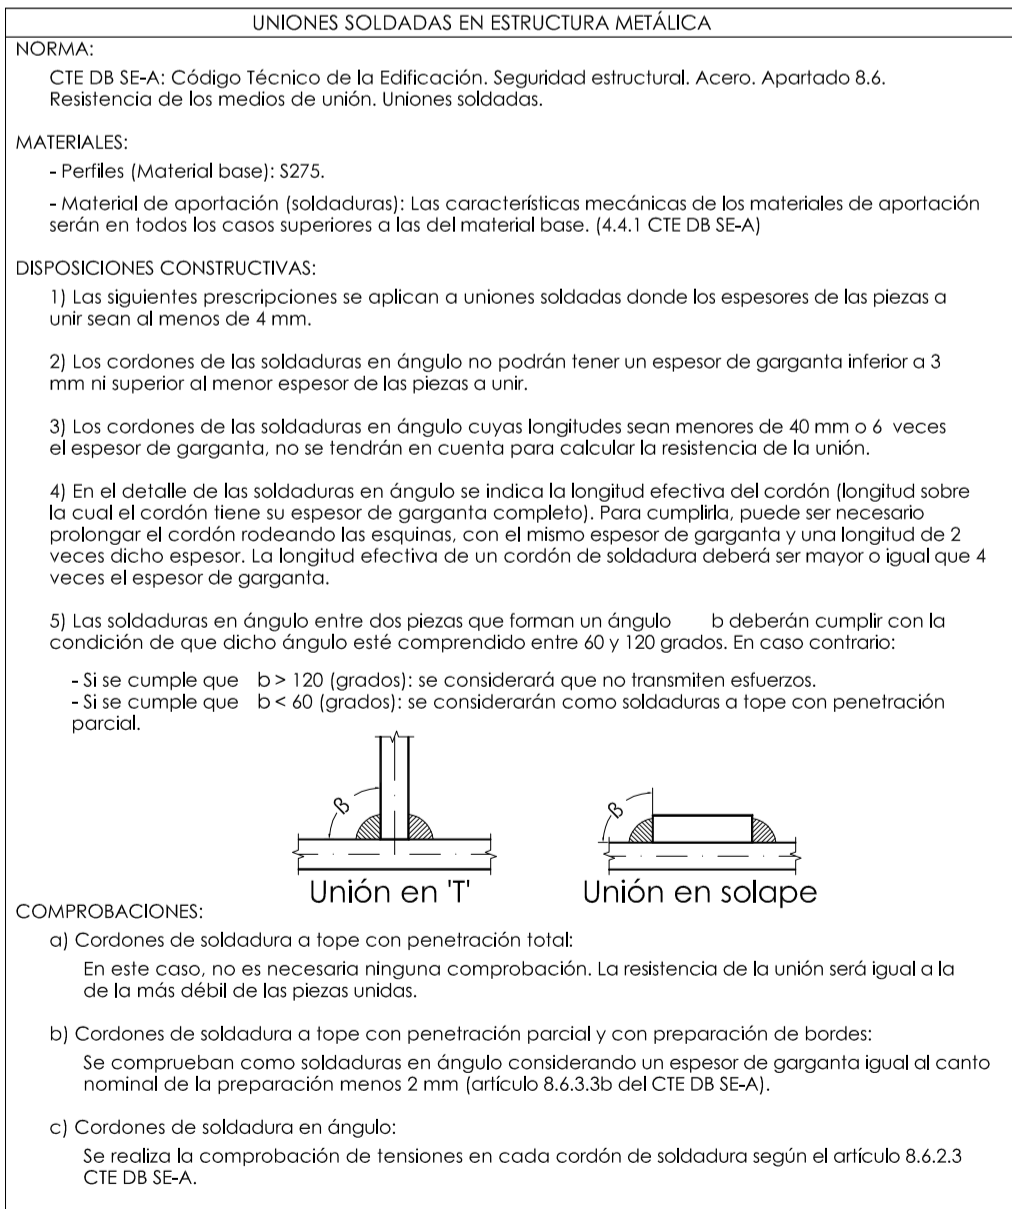 UNIONES SOLDADAS EN ESTRUCTURA METÁLICA
NORMA:
CTE DB SE-A: Código Técnico de la Edificación. Seguridad estructural. Acero. Apartado 8.6.
Resistencia de los medios de unión. Uniones soldadas.
MATERIALES:
- Perfiles (Material base): S275.
- Material de aportación (soldaduras): Las características mecánicas de los materiales de aportación
serán en todos los casos superiores a las del material base. (4.4.1 CTE DB SE-A)
DISPOSICIONES CONSTRUCTIVAS:
1) Las siguientes prescripciones se aplican a uniones soldadas donde los espesores de las piezas a
unir sean al menos de 4 mm.
2) Los cordones de las soldaduras en ángulo no podrán tener un espesor de garganta inferior a 3
mm ni superior al menor espesor de las piezas a unir.
3) Los cordones de las soldaduras en ángulo cuyas longitudes sean menores de 40 mm o 6 veces
el espesor de garganta, no se tendrán en cuenta para calcular la resistencia de la unión.
4) En el detalle de las soldaduras en ángulo se indica la longitud efectiva del cordón (longitud sobre
la cual el cordón tiene su espesor de garganta completo). Para cumplirla, puede ser necesario
prolongar el cordón rodeando las esquinas, con el mismo espesor de garganta y una longitud de 2
veces dicho espesor. La longitud efectiva de un cordón de soldadura deberá ser mayor o igual que 4
veces el espesor de garganta.
5) Las soldaduras en ángulo entre dos piezas que forman un ángulo b deberán cumplir con la
condición de que dicho ángulo esté comprendido entre 60 y 120 grados. En caso contrario:
- Si se cumple que b > 120 (grados): se considerará que no transmiten esfuerzos.
- Si se cumple que b < 60 (grados): se considerarán como soldaduras a tope con penetración
parcial.
β β
Unión en 'T' Unión en solape
COMPROBACIONES:
a) Cordones de soldadura a tope con penetración total:
En este caso, no es necesaria ninguna comprobación. La resistencia de la unión será igual a la
de la más débil de las piezas unidas.
b) Cordones de soldadura a tope con penetración parcial y con preparación de bordes:
Se comprueban como soldaduras en ángulo considerando un espesor de garganta igual al canto
nominal de la preparación menos 2 mm (artículo 8.6.3.3b del CTE DB SE-A).
c) Cordones de soldadura en ángulo:
Se realiza la comprobación de tensiones en cada cordón de soldadura según el artículo 8.6.2.3
CTE DB SE-A.